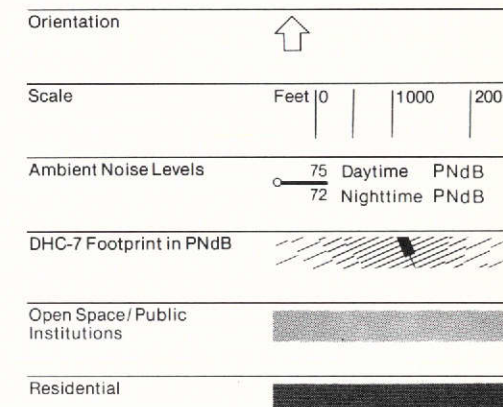 Orientation
Scale
Feet 0 1000 200
Ambient Noise Levels
75 Daytime PNdB
72 Nighttime PNdB
DHC-7 Footprint in PNdB
Open Space/Public
Institutions
Residential